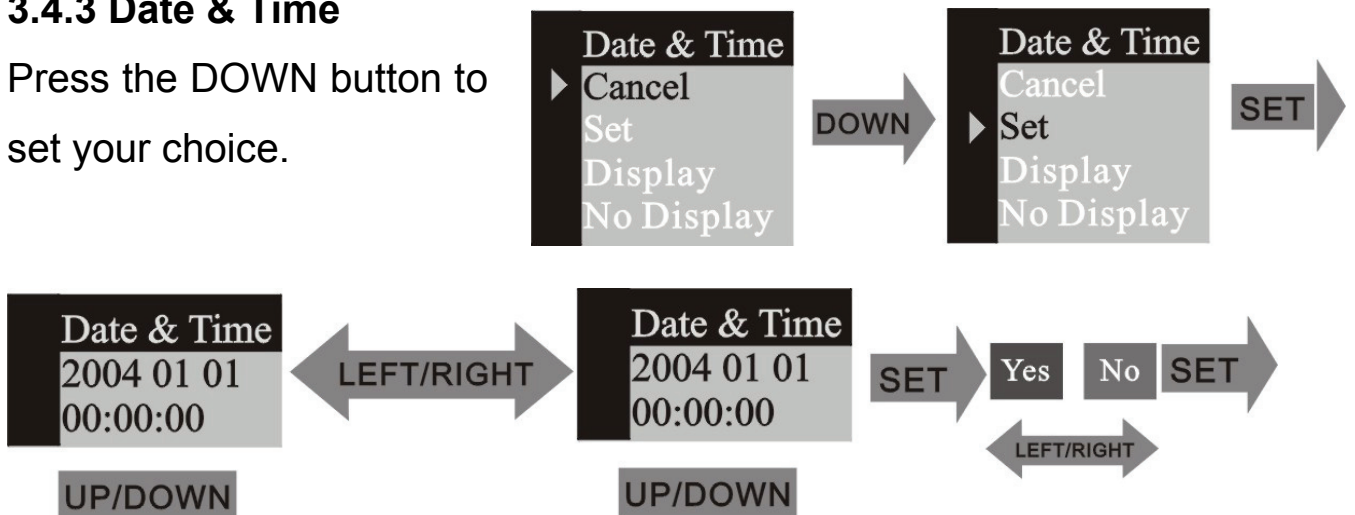 3.4.3 Date & Time
Press the DOWN button to
set your choice.
Date & Time
Cancel
Set
Display
No Display
DOWN
Date & Time
Cancel
Set
Display
No Display
SET
Date & Time
2004 01 01
00:00:00
UP/DOWN
LEFT/RIGHT
Date & Time
2004 01 01
00:00:00
UP/DOWN
SET
Yes No
LEFT/RIGHT
SET